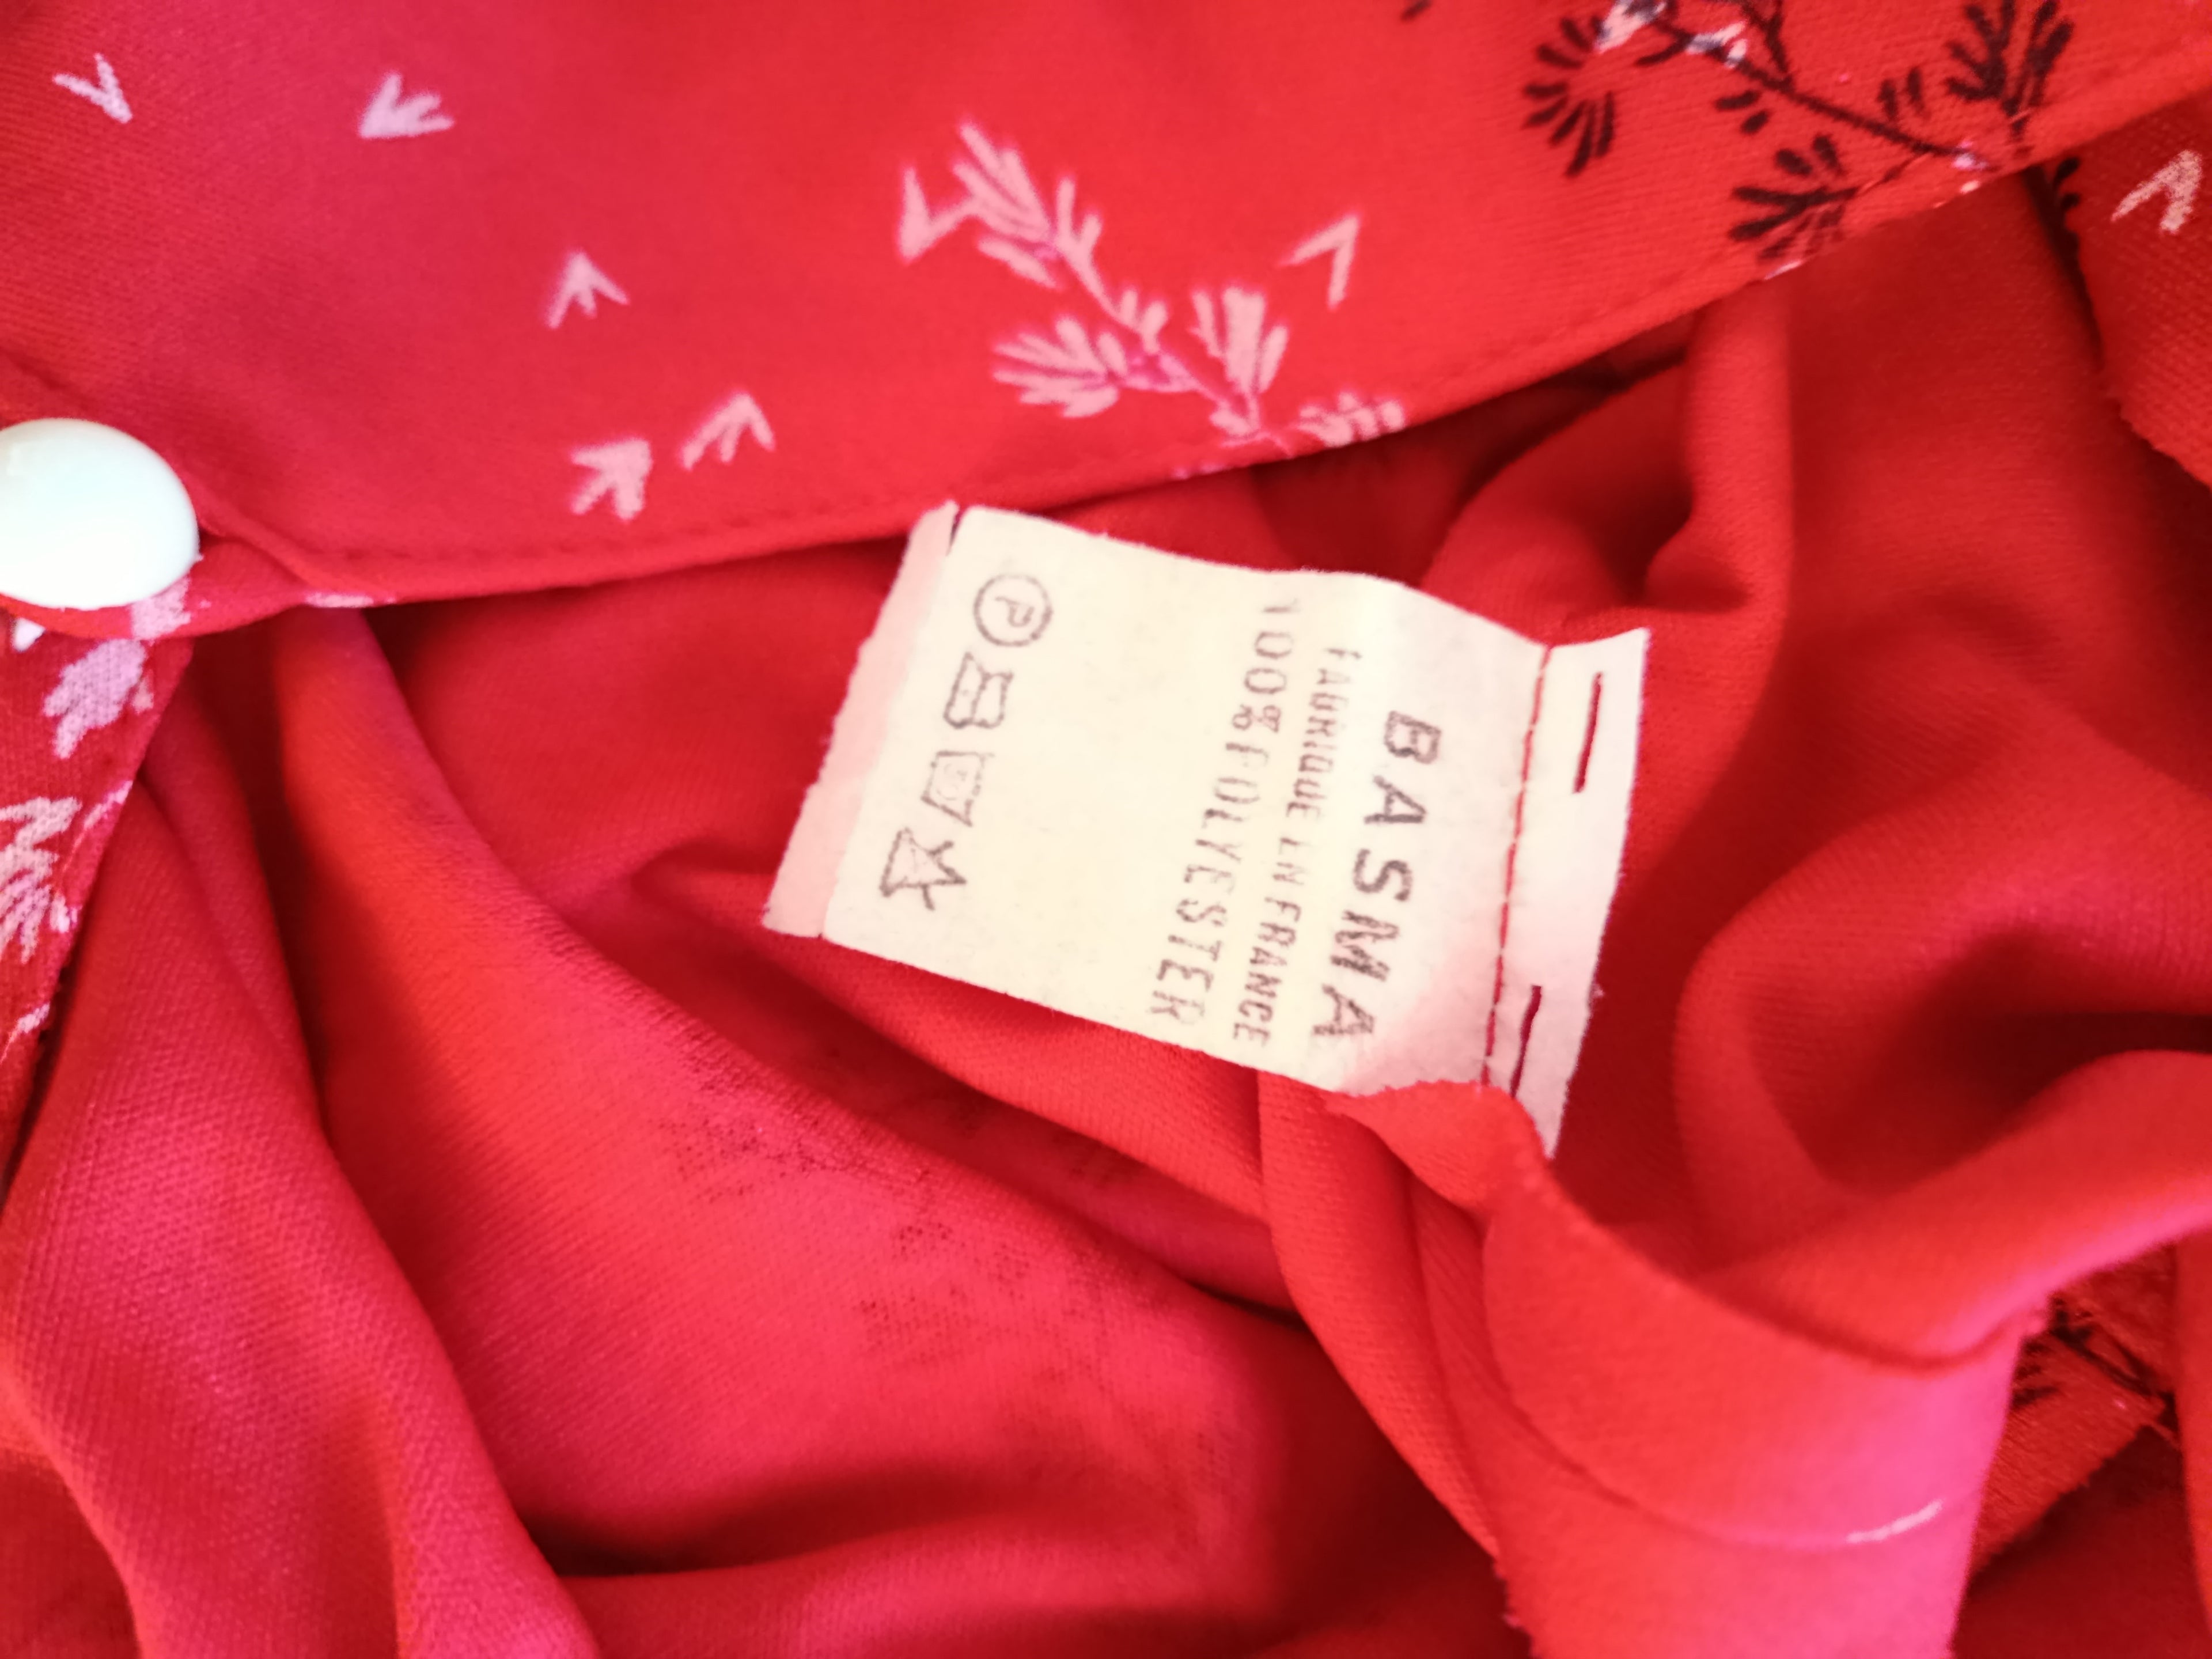 BASMA
FABRIQUE EN FRANCE
100% POLYESTER
P